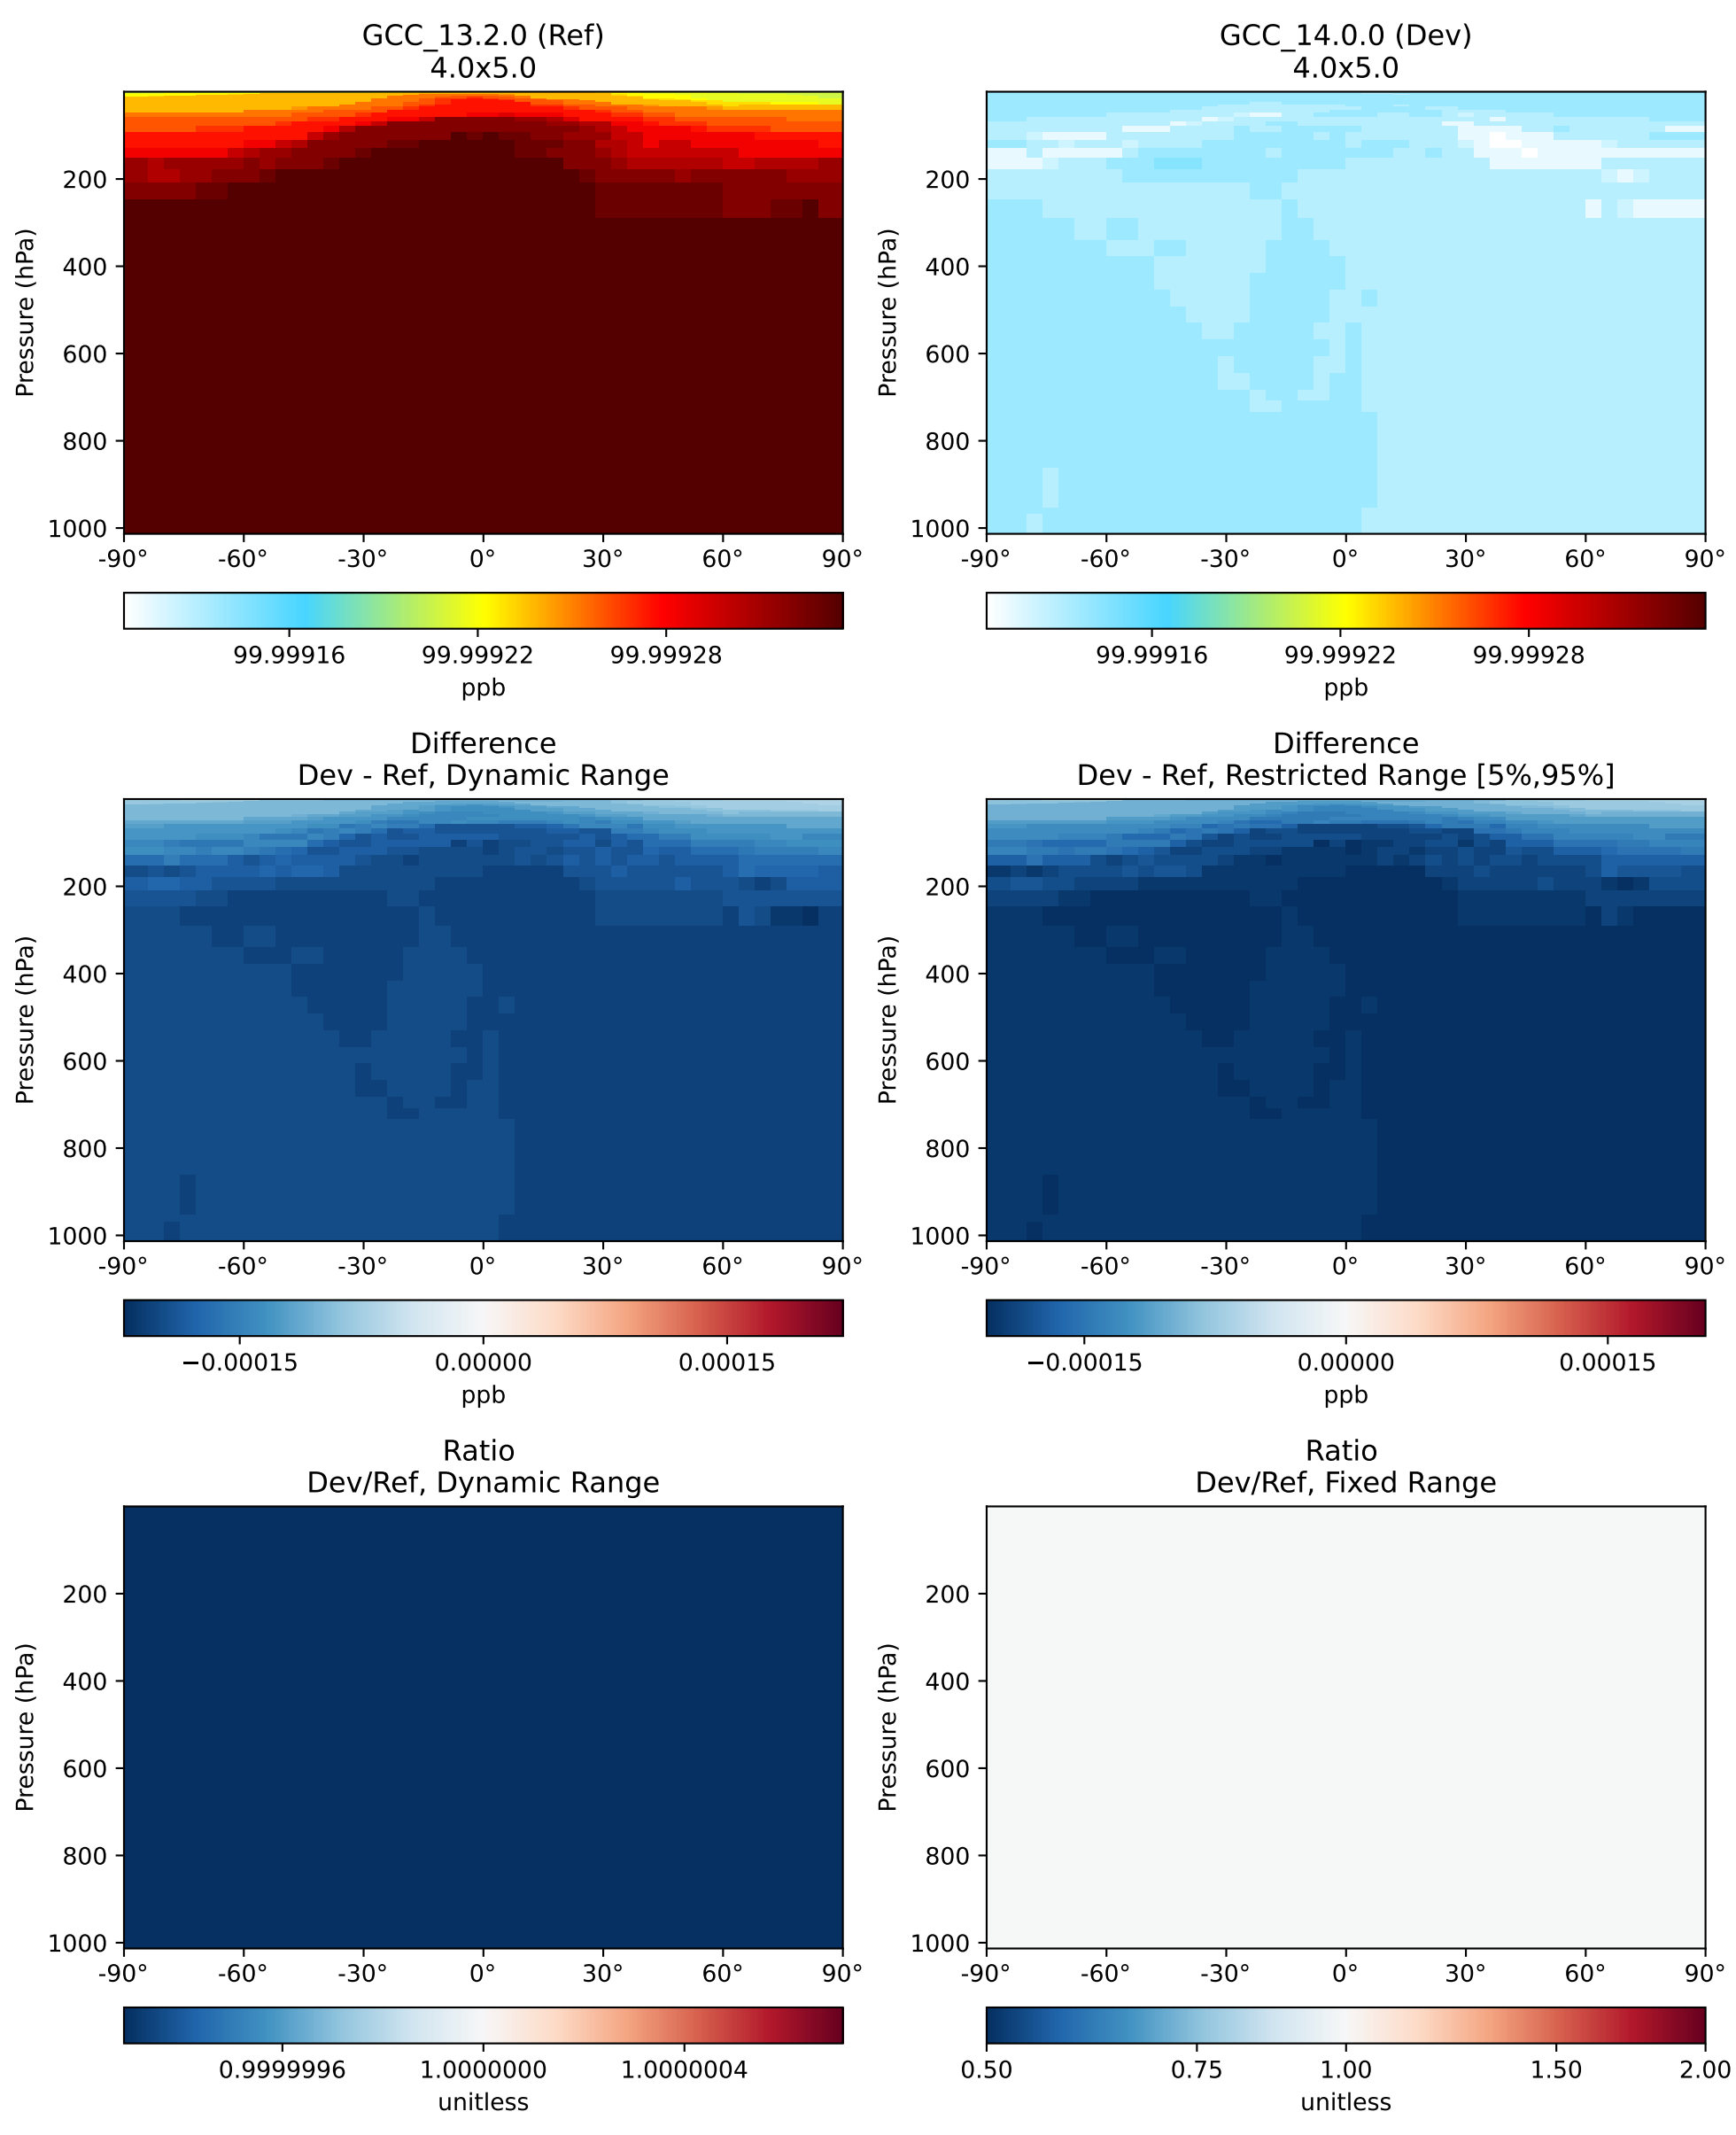 GCC_13.2.0 (Ref)
4.0x5.0
Pressure (hPa)
200
400
600
800
1000
-90° -60° -30° 0° 30° 60° 90°
99.99916 99.99922 99.99928
ppb
GCC_14.0.0 (Dev)
4.0x5.0
Pressure (hPa)
200
400
600
800
1000
-90° -60° -30° 0° 30° 60° 90°
99.99916 99.99922 99.99928
ppb
Difference
Dev - Ref, Dynamic Range
Pressure (hPa)
200
400
600
800
1000
-90° -60° -30° 0° 30° 60° 90°
−0.00015 0.00000 0.00015
ppb
Difference
Dev - Ref, Restricted Range [5%,95%]
Pressure (hPa)
200
400
600
800
1000
-90° -60° -30° 0° 30° 60° 90°
−0.00015 0.00000 0.00015
ppb
Ratio
Dev/Ref, Dynamic Range
Pressure (hPa)
200
400
600
800
1000
-90° -60° -30° 0° 30° 60° 90°
0.9999996 1.0000000 1.0000004
unitless
Ratio
Dev/Ref, Fixed Range
Pressure (hPa)
200
400
600
800
1000
-90° -60° -30° 0° 30° 60° 90°
0.50 0.75 1.00 1.50 2.00
unitless